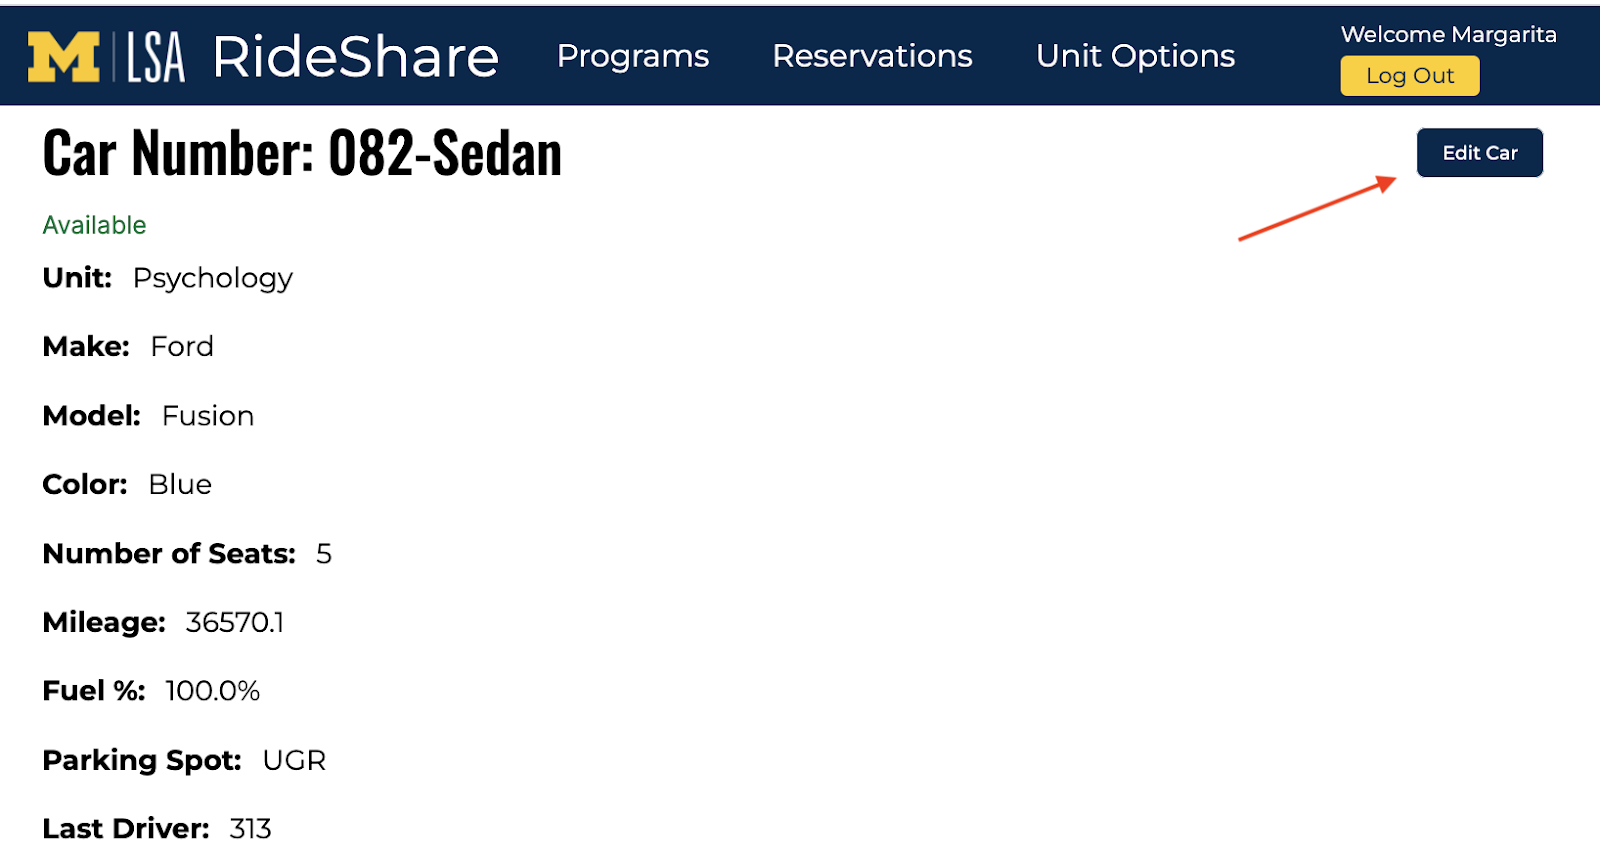 M LSA RideShare Programs Reservations Unit Options
Welcome Margarita
Log Out
Car Number: 082-Sedan
Edit Car
Available
Unit: Psychology
Make: Ford
Model: Fusion
Color: Blue
Number of Seats: 5
Mileage: 36570.1
Fuel %: 100.0%
Parking Spot: UGR
Last Driver: 313